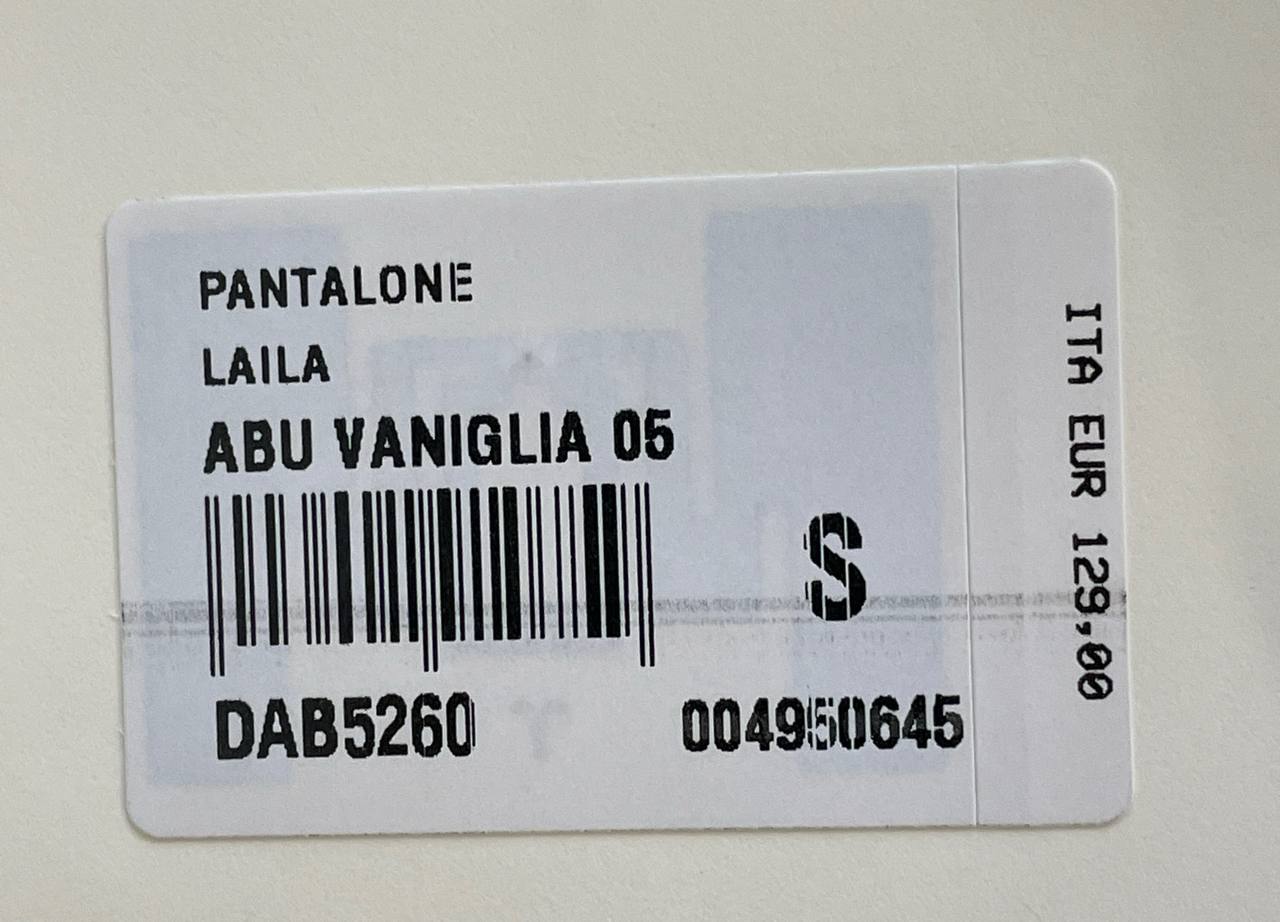 PANTALONE
LAILA
ABU VANIGLIA 05
S
DAB5260 004950645
ITA EUR 129,00